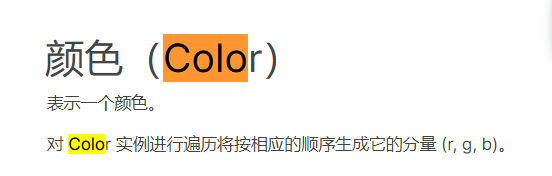 颜色（Color）
表示一个颜色。
对 Color 实例进行遍历将按相应的顺序生成它的分量 (r, g, b)。